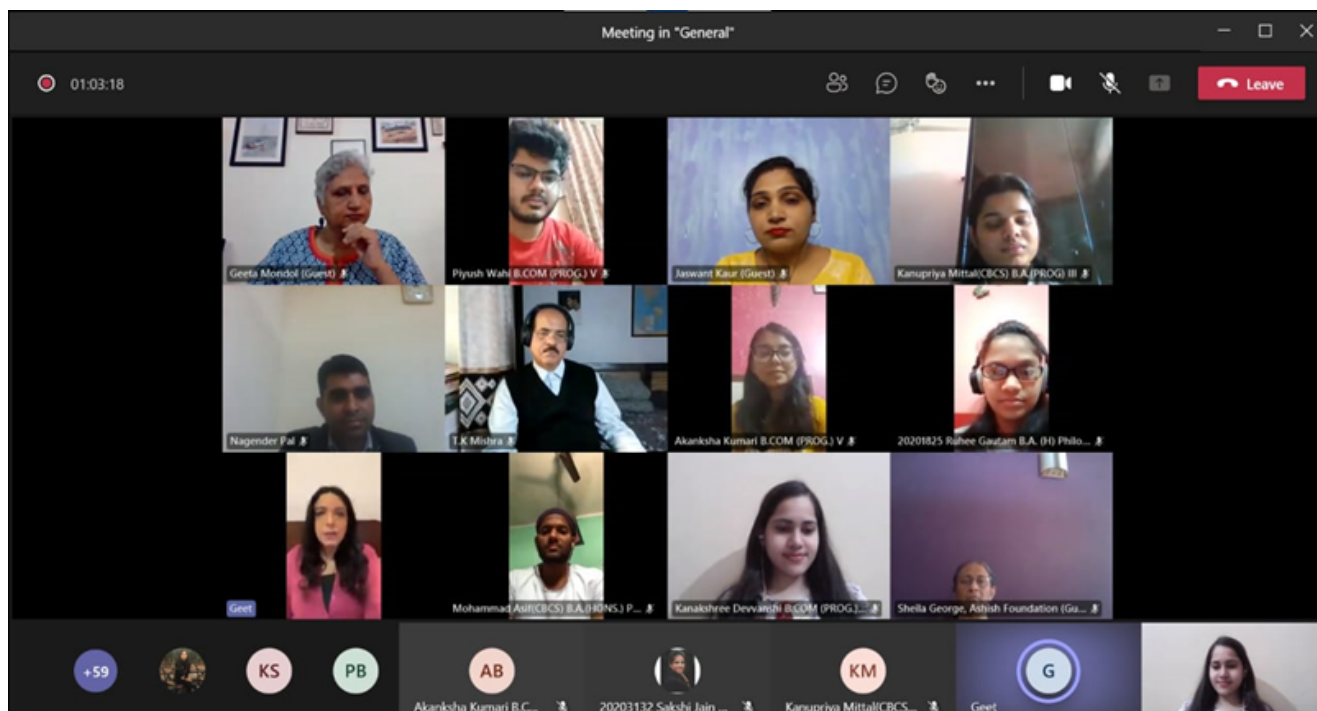 Meeting in "General"
01:03:18
Leave
Geeta Mondol (Guest)
Piyush Wahi B.COM (PROG.) V
Jaswant Kaur (Guest)
Kanupriya Mittal(CBCS) B.A.(PROG) III
Nagender Pal
T.K Mishra
Akanksha Kumari B.COM (PROG.) V
20201825 Ruhee Gautam B.A. (H) Philo...
Geet
Mohammad Asif(CBCS) B.A.(HONS.) P...
Kanakshree Devvanshi B.COM (PROG.)...
Sheila George, Ashish Foundation (Gu...
+59
KS
PB
AB
KM
G
Akanksha Kumari B.C...
20203132 Sakshi Jain ...
Kanupriya Mittal(CBCS...
Geet